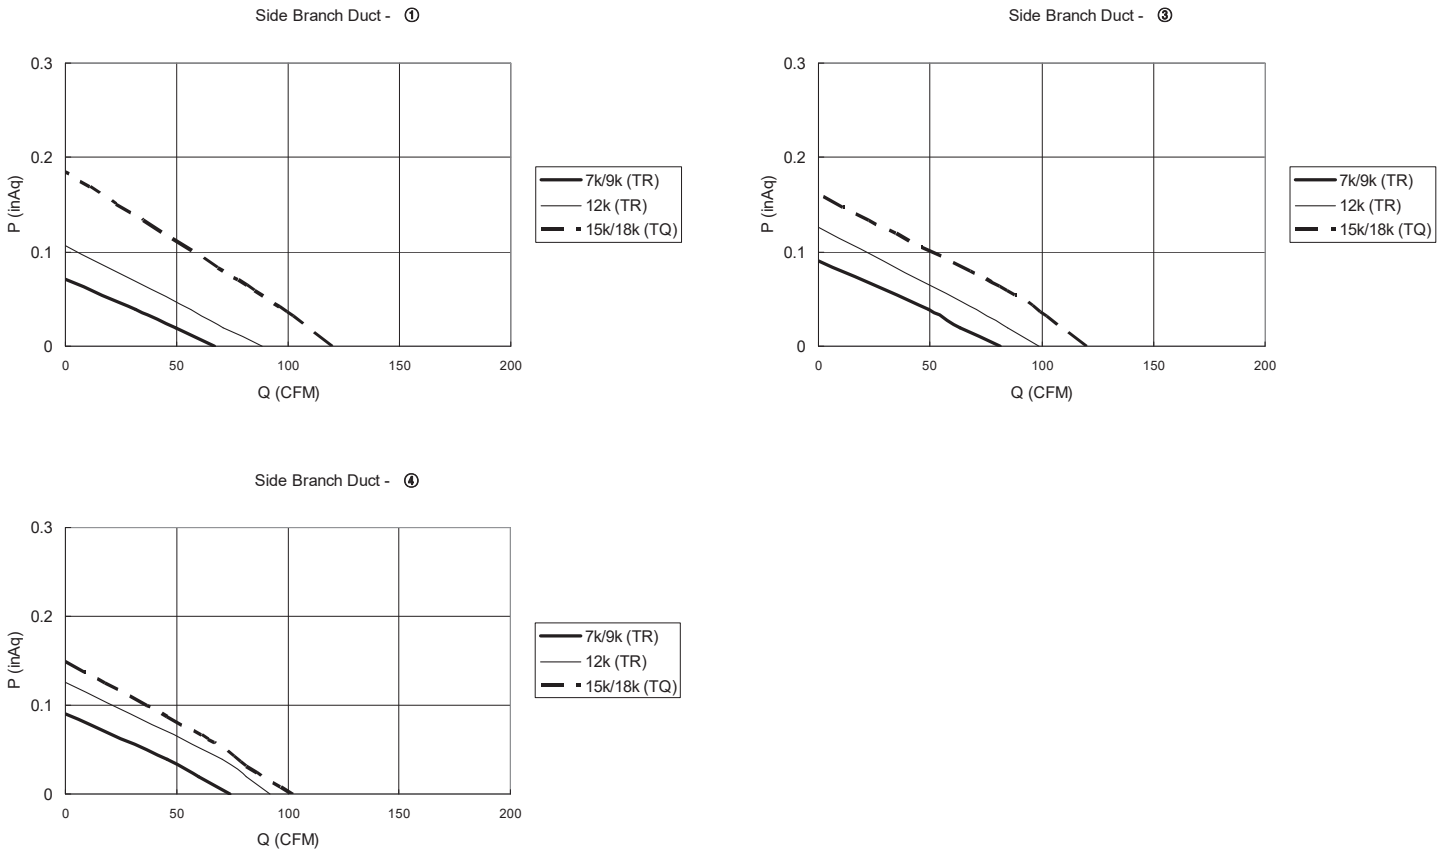 Side Branch Duct - ①
0.3
0.2
0.1
0
P (inAq)
0 50 100 150 200
Q (CFM)
7k/9k (TR)
12k (TR)
15k/18k (TQ)
Side Branch Duct - ③
0.3
0.2
0.1
0
P (inAq)
0 50 100 150 200
Q (CFM)
7k/9k (TR)
12k (TR)
15k/18k (TQ)
Side Branch Duct - ④
0.3
0.2
0.1
0
P (inAq)
0 50 100 150 200
Q (CFM)
7k/9k (TR)
12k (TR)
15k/18k (TQ)